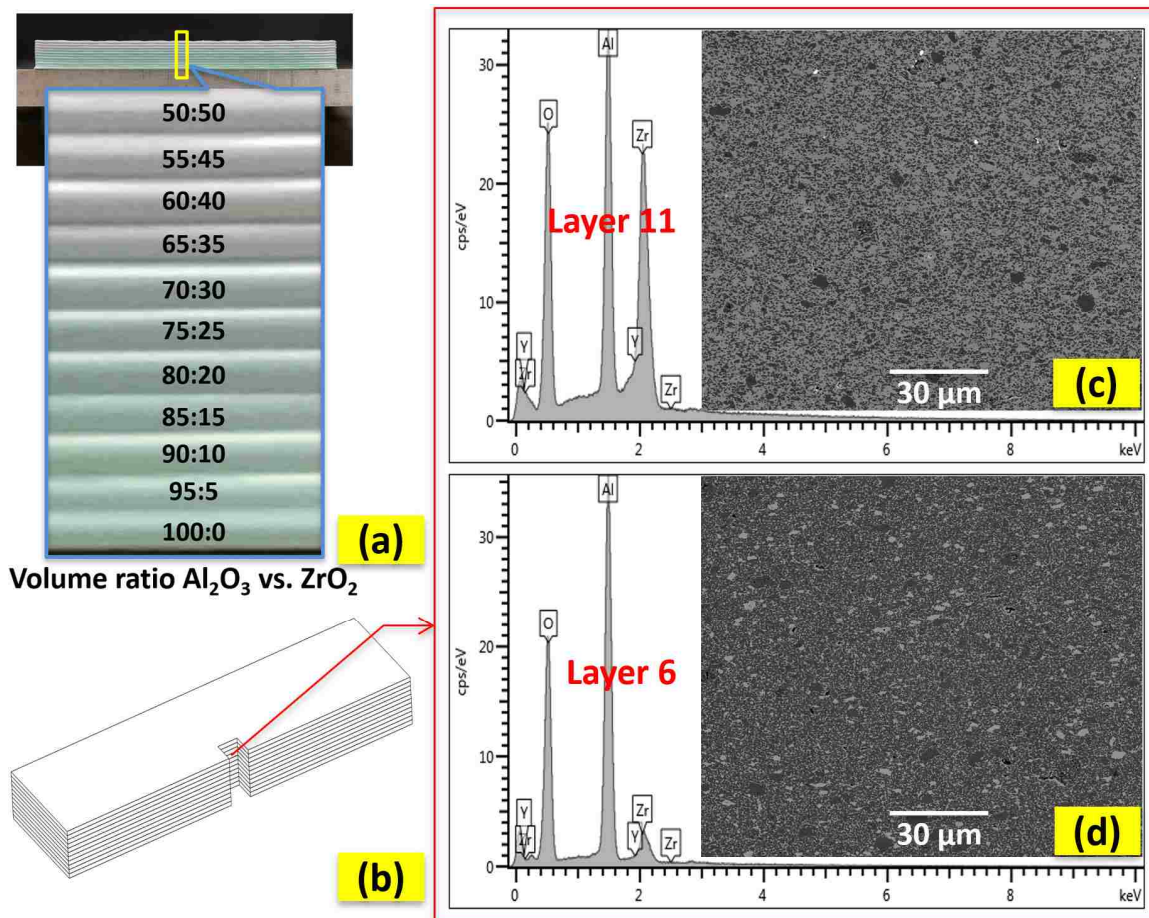 50:50
55:45
60:40
65:35
70:30
75:25
80:20
85:15
90:10
95:5
100:0
(a)
Volume ratio Al₂O₃ vs. ZrO₂
(b)
30
20
10
0
cps/eV
Y
Zr
O
Al
Y
Zr
Zr
Layer 11
0 2 4 6 8 keV
30 µm
(c)
30
20
10
0
cps/eV
Y
Zr
O
Al
Y
Zr
Zr
Layer 6
0 2 4 6 8 keV
30 µm
(d)